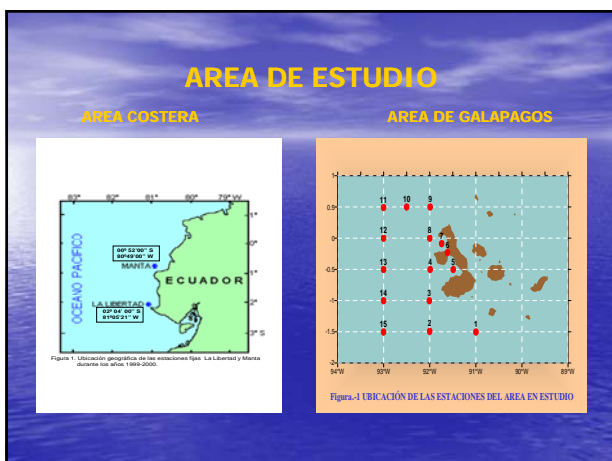 AREA DE ESTUDIO
AREA COSTERA
AREA DE GALAPAGOS
83° 82° 81° 80° 79° W
1°
0°
1°
2°
3° S
OCEANO PACIFICO
00° 52'00" S
80°49'00" W
MANTA
ECUADOR
LA LIBERTAD
02° 04' 00" S
81°05'21" W
Figura 1. Ubicación geográfica de las estaciones fijas La Libertad y Manta
durante los años 1999-2000.
1
0.5
0
-0.5
-1
-1.5
-2
11 10 9
12 8 7
6
13 4 5
14 3
15 2 1
94°W 93°W 92°W 91°W 90°W 89°W
Figura.-1 UBICACIÓN DE LAS ESTACIONES DEL AREA EN ESTUDIO